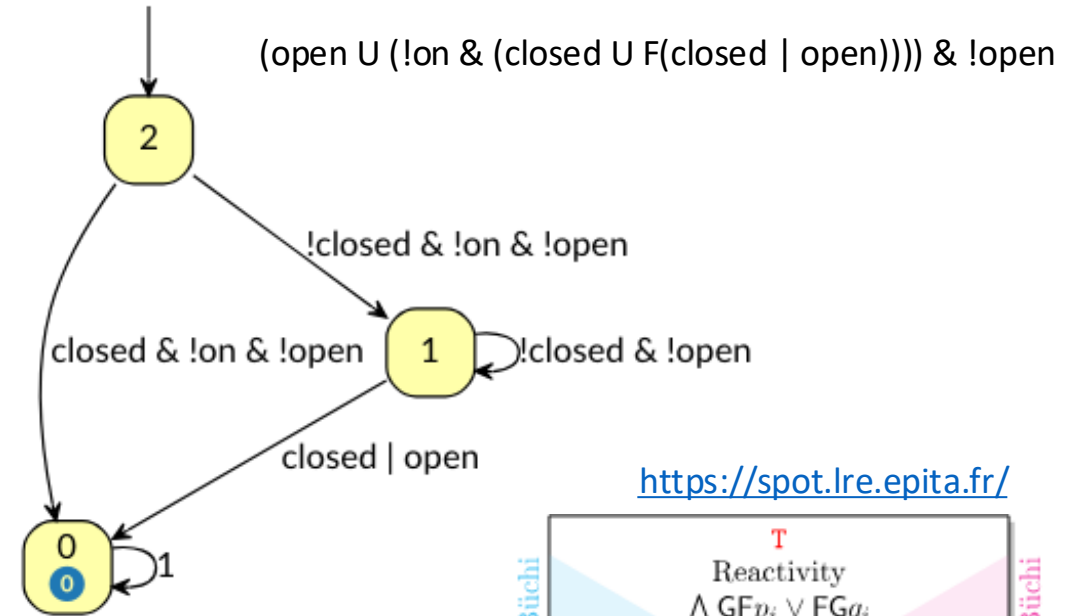 (open U (!on & (closed U F(closed | open)))) & !open
2
!closed & !on & !open
closed & !on & !open
1
!closed & !open
closed | open
https://spot.lre.epita.fr/
0
0
1
T
Reactivity